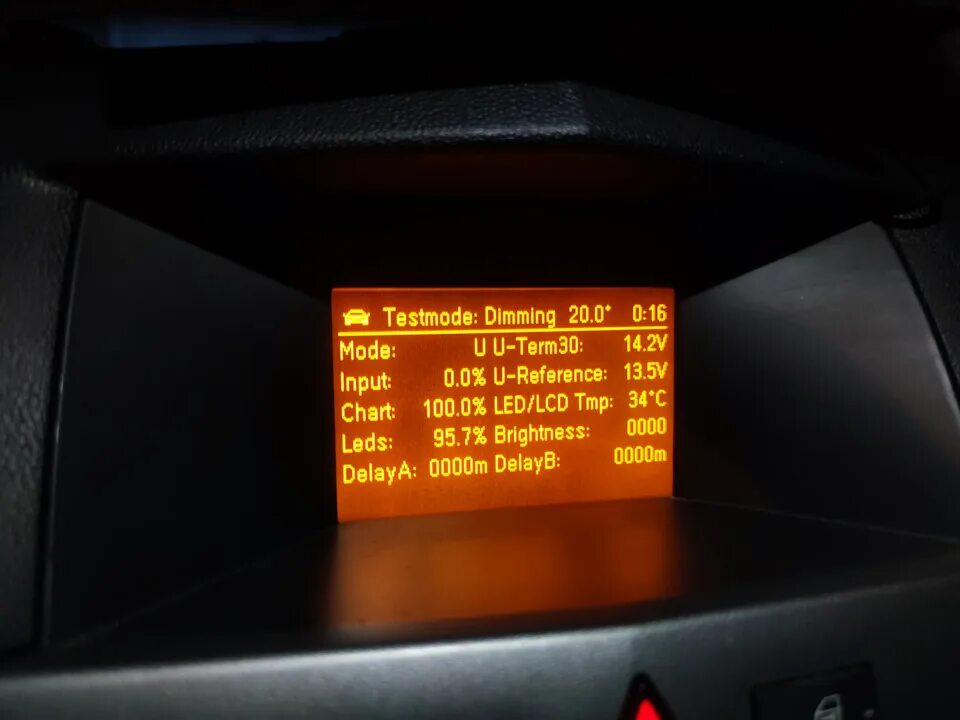 Testmode: Dimming 20.0° 0:16
Mode: U U-Term30: 14.2V
Input: 0.0% U-Reference: 13.5V
Chart: 100.0% LED/LCD Tmp: 34°C
Leds: 95.7% Brightness: 0000
DelayA: 0000m DelayB: 0000m